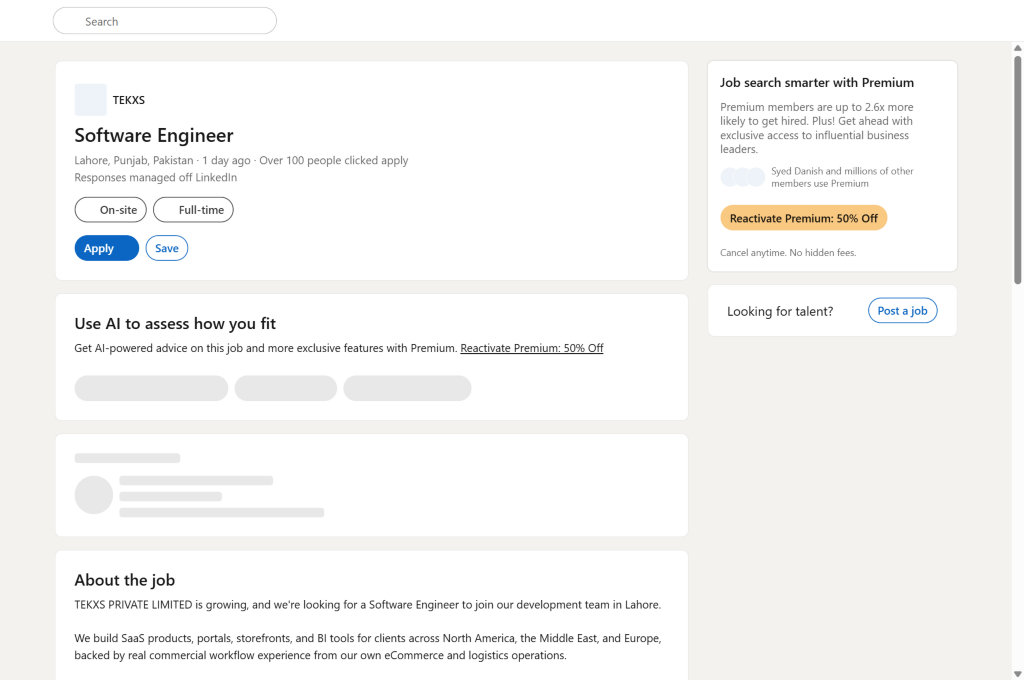 Search
TEKXS
Software Engineer
Lahore, Punjab, Pakistan · 1 day ago · Over 100 people clicked apply
Responses managed off LinkedIn
On-site
Full-time
Apply
Save
Use AI to assess how you fit
Get AI-powered advice on this job and more exclusive features with Premium. Reactivate Premium: 50% Off
About the job
TEKXS PRIVATE LIMITED is growing, and we're looking for a Software Engineer to join our development team in Lahore.
We build SaaS products, portals, storefronts, and BI tools for clients across North America, the Middle East, and Europe,
backed by real commercial workflow experience from our own eCommerce and logistics operations.
Job search smarter with Premium
Premium members are up to 2.6x more
likely to get hired. Plus! Get ahead with
exclusive access to influential business
leaders.
Syed Danish and millions of other
members use Premium
Reactivate Premium: 50% Off
Cancel anytime. No hidden fees.
Looking for talent?
Post a job